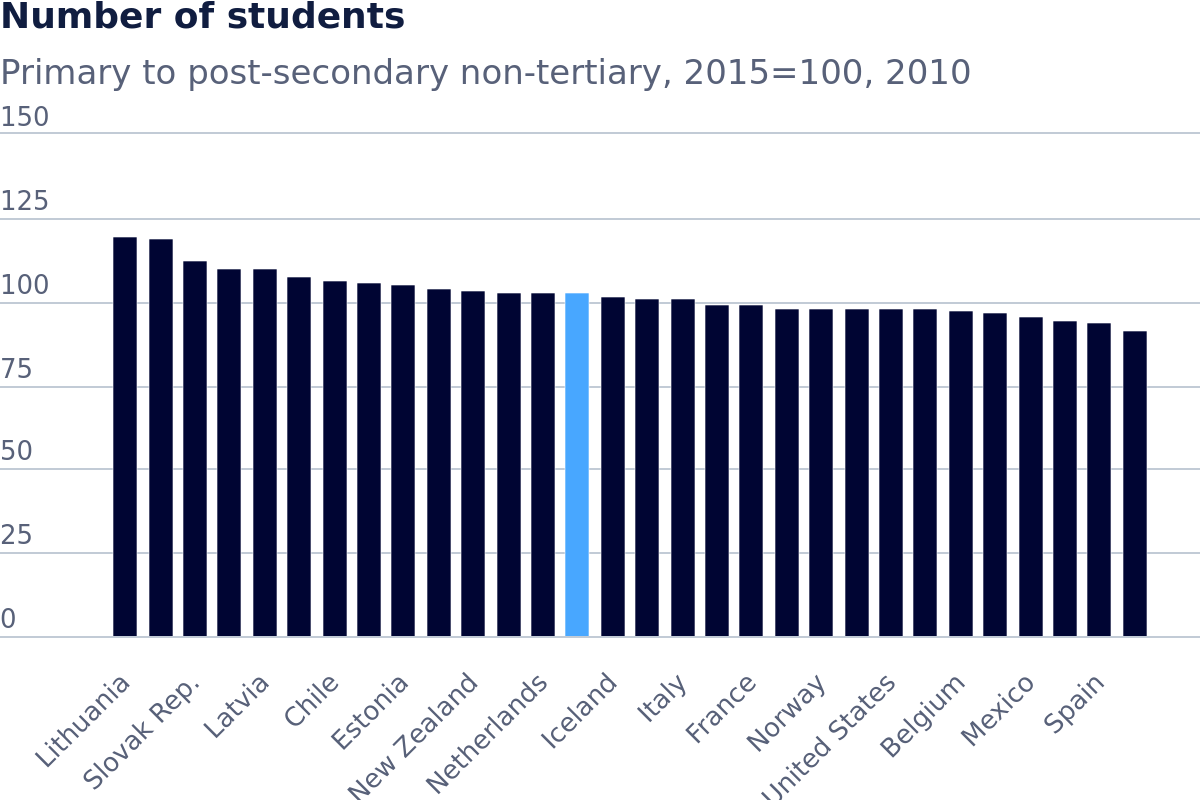 Number of students
Primary to post-secondary non-tertiary, 2015=100, 2010
150
125
100
75
50
25
0
Lithuania
Slovak Rep.
Latvia
Chile
Estonia
New Zealand
Netherlands
Iceland
Italy
France
Norway
United States
Belgium
Mexico
Spain